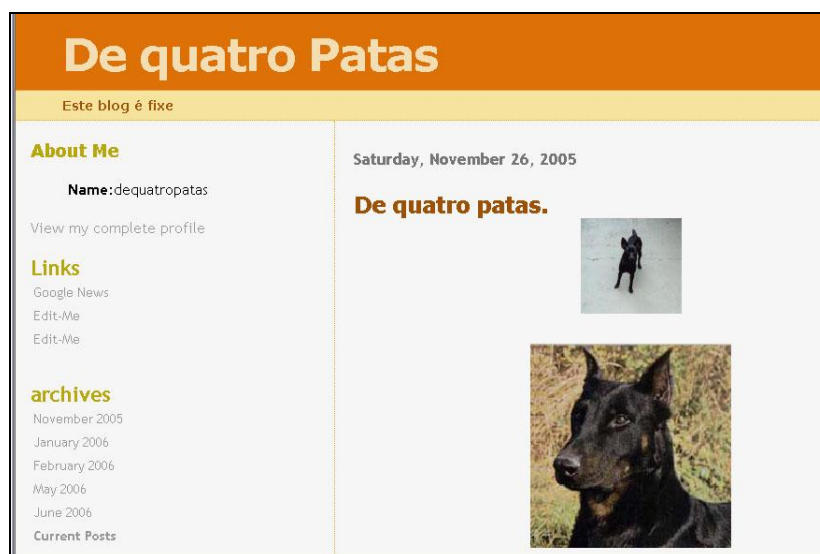 De quatro Patas
Este blog é fixe
About Me
Name:dequatropatas
View my complete profile
Links
Google News
Edit-Me
Edit-Me
archives
November 2005
January 2006
February 2006
May 2006
June 2006
Current Posts
Saturday, November 26, 2005
De quatro patas.